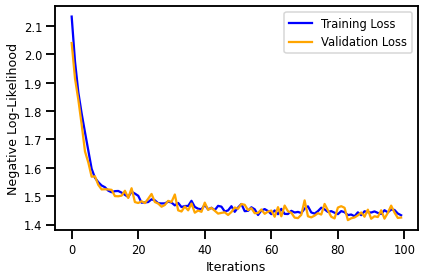 Training Loss
Validation Loss
Negative Log-Likelihood
2.1
2.0
1.9
1.8
1.7
1.6
1.5
1.4
0 20 40 60 80 100
Iterations